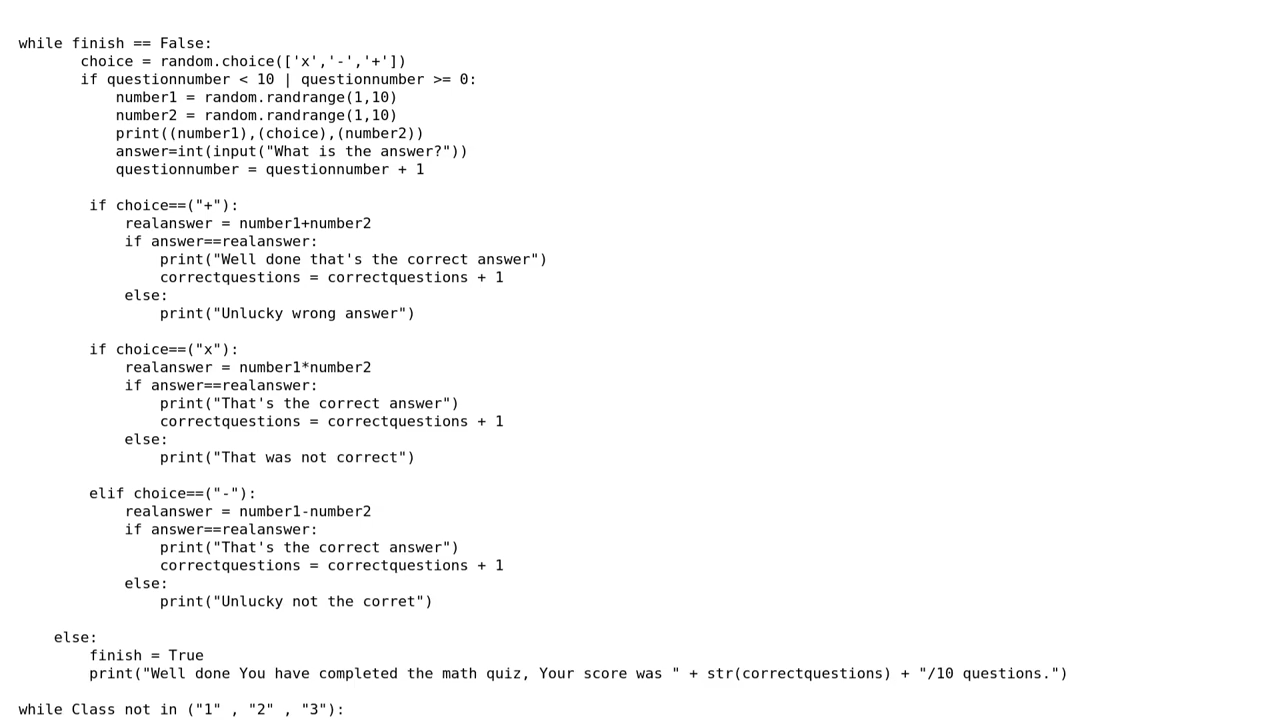 while finish == False:
       choice = random.choice(['x','-','+'])
       if questionnumber < 10 | questionnumber >= 0:
           number1 = random.randrange(1,10)
           number2 = random.randrange(1,10)
           print((number1),(choice),(number2))
           answer=int(input("What is the answer?"))
           questionnumber = questionnumber + 1

        if choice==("+"):
            realanswer = number1+number2
            if answer==realanswer:
                print("Well done that's the correct answer")
                correctquestions = correctquestions + 1
            else:
                print("Unlucky wrong answer")

        if choice==("x"):
            realanswer = number1*number2
            if answer==realanswer:
                print("That's the correct answer")
                correctquestions = correctquestions + 1
            else:
                print("That was not correct")

        elif choice==("-"):
            realanswer = number1-number2
            if answer==realanswer:
                print("That's the correct answer")
                correctquestions = correctquestions + 1
            else:
                print("Unlucky not the corret")

    else:
        finish = True
        print("Well done You have completed the math quiz, Your score was " + str(correctquestions) + "/10 questions.")

while Class not in ("1" , "2" , "3"):